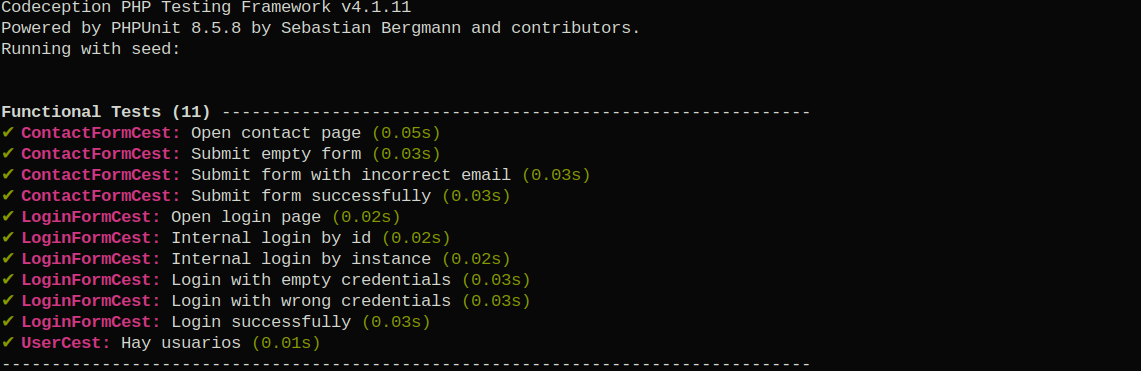 Codeception PHP Testing Framework v4.1.11
Powered by PHPUnit 8.5.8 by Sebastian Bergmann and contributors.
Running with seed:
Functional Tests (11) -----------------------------------------------------------
✔ ContactFormCest: Open contact page (0.05s)
✔ ContactFormCest: Submit empty form (0.03s)
✔ ContactFormCest: Submit form with incorrect email (0.03s)
✔ ContactFormCest: Submit form successfully (0.03s)
✔ LoginFormCest: Open login page (0.02s)
✔ LoginFormCest: Internal login by id (0.02s)
✔ LoginFormCest: Internal login by instance (0.02s)
✔ LoginFormCest: Login with empty credentials (0.03s)
✔ LoginFormCest: Login with wrong credentials (0.03s)
✔ LoginFormCest: Login successfully (0.03s)
✔ UserCest: Hay usuarios (0.01s)
---------------------------------------------------------------------------------